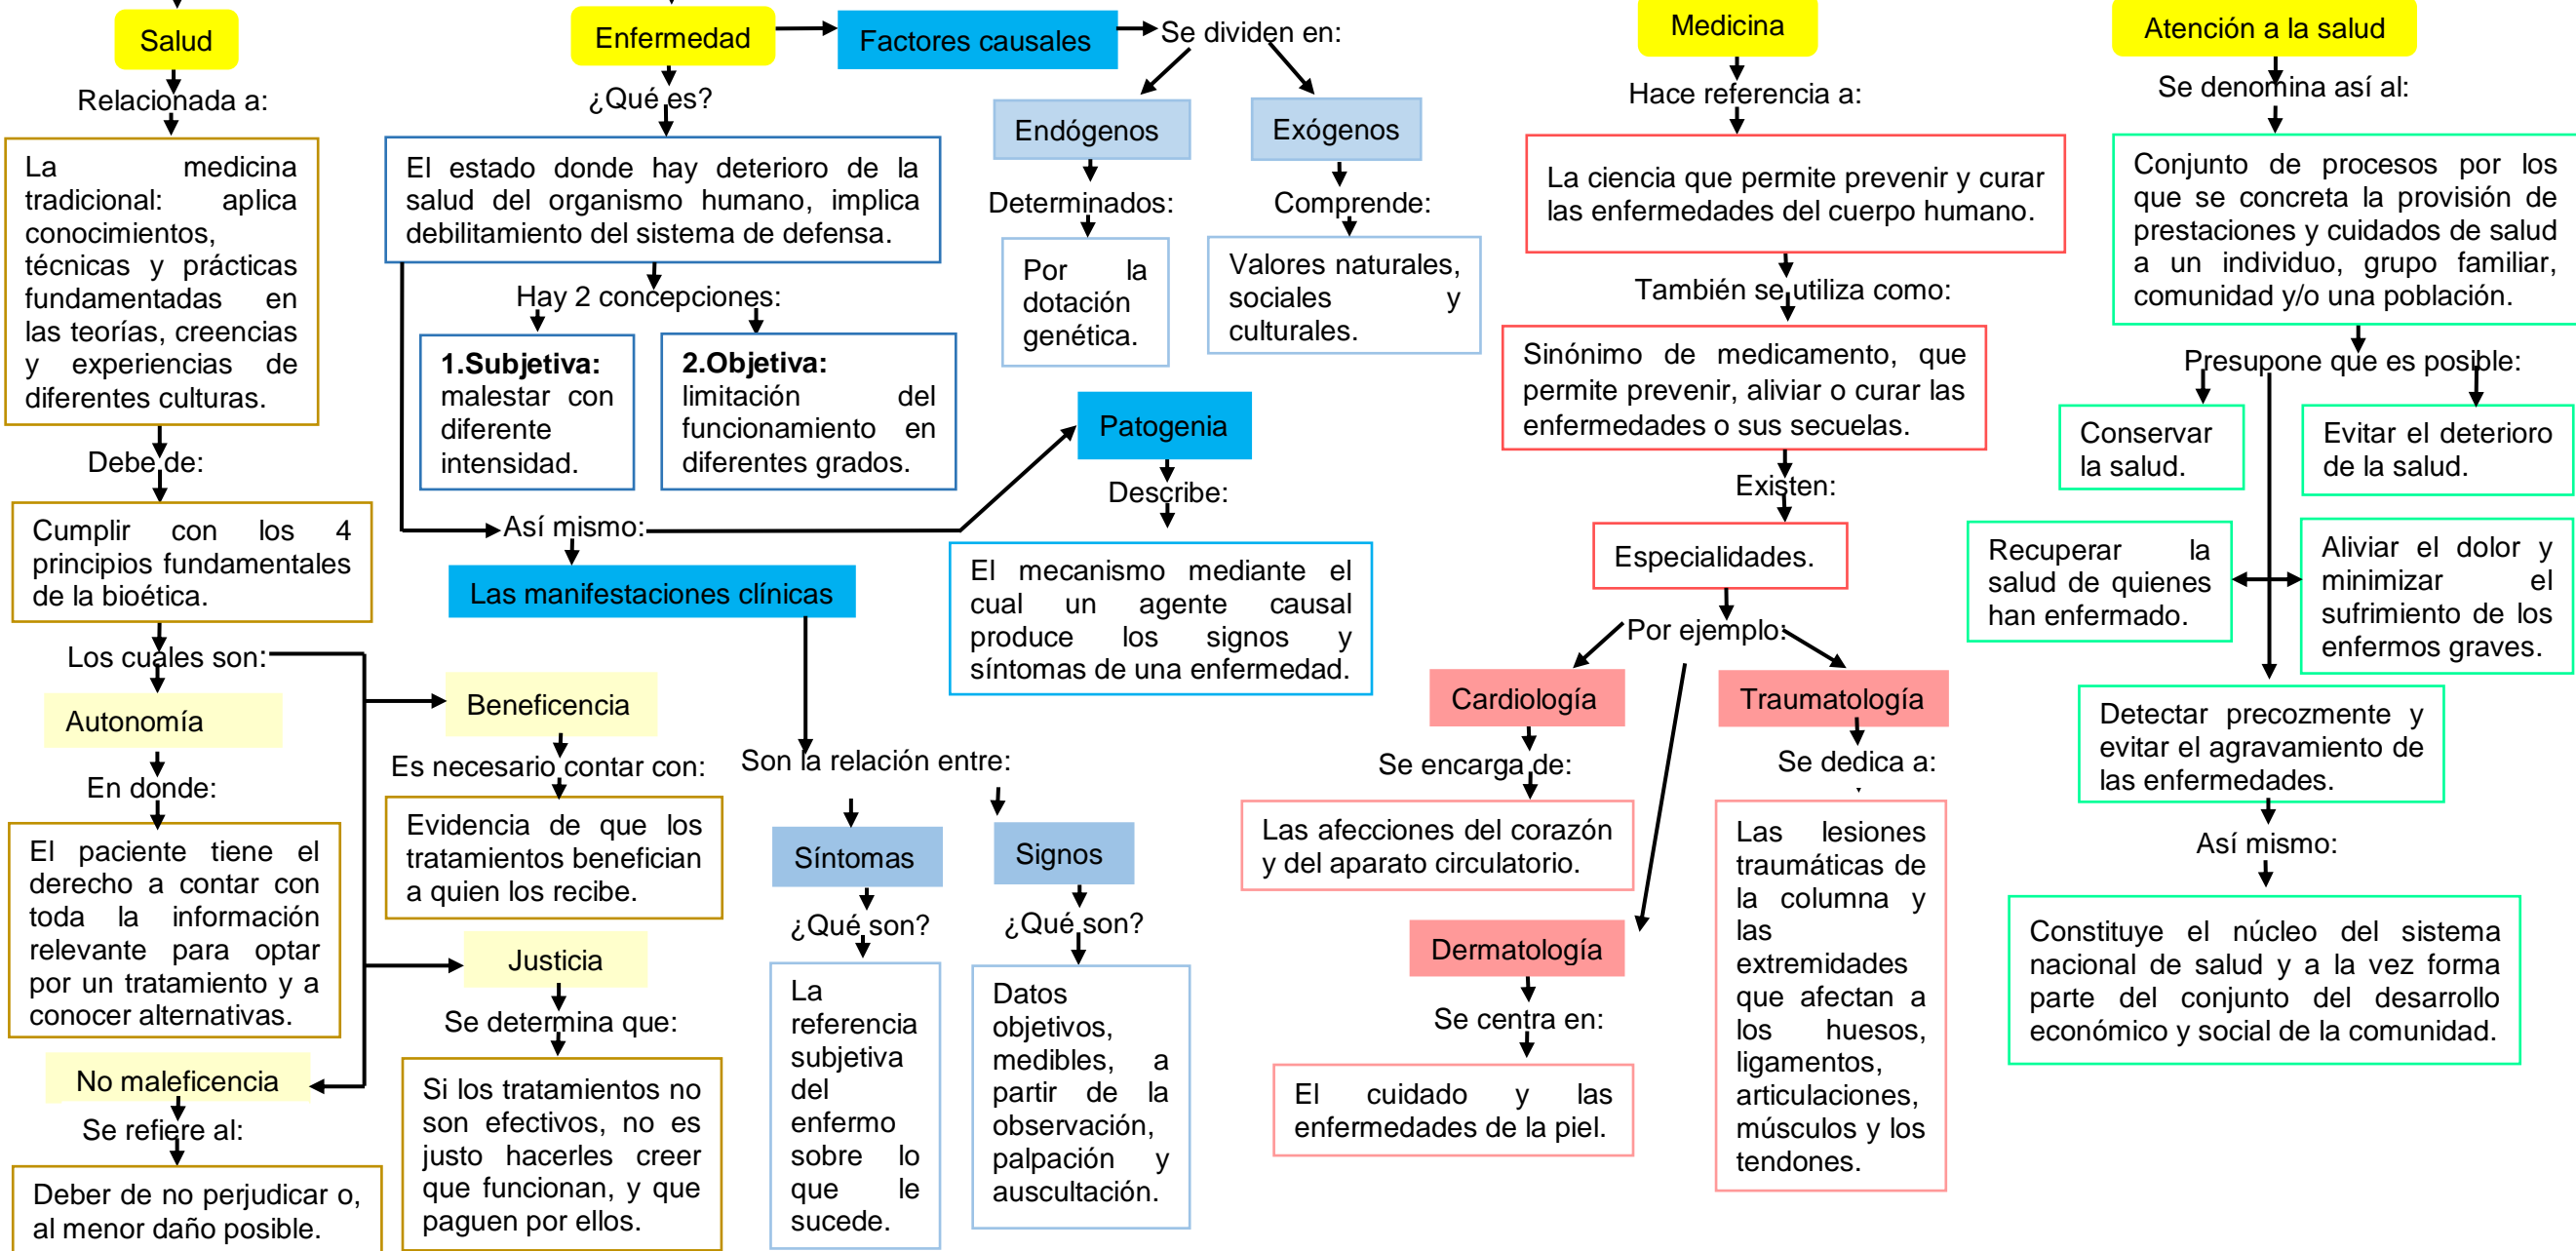 Salud
Relacionada a:
La medicina
tradicional: aplica
conocimientos,
técnicas y prácticas
fundamentadas en
las teorías, creencias
y experiencias de
diferentes culturas.
Debe de:
Cumplir con los 4
principios fundamentales
de la bioética.
Los cuales son:
Autonomía
En donde:
El paciente tiene el
derecho a contar con
toda la información
relevante para optar
por un tratamiento y a
conocer alternativas.
No maleficencia
Se refiere al:
Deber de no perjudicar o,
al menor daño posible.
Beneficencia
Es necesario contar con:
Evidencia de que los
tratamientos benefician
a quien los recibe.
Justicia
Se determina que:
Si los tratamientos no
son efectivos, no es
justo hacerles creer
que funcionan, y que
paguen por ellos.
Enfermedad
¿Qué es?
El estado donde hay deterioro de la
salud del organismo humano, implica
debilitamiento del sistema de defensa.
Hay 2 concepciones:
1.Subjetiva:
malestar con
diferente
intensidad.
2.Objetiva:
limitación del
funcionamiento en
diferentes grados.
Así mismo:
Las manifestaciones clínicas
Son la relación entre:
Síntomas
¿Qué son?
La
referencia
subjetiva
del
enfermo
sobre lo
que le
sucede.
Signos
¿Qué son?
Datos
objetivos,
medibles, a
partir de la
observación,
palpación y
auscultación.
Factores causales
Se dividen en:
Endógenos
Determinados:
Por la
dotación
genética.
Exógenos
Comprende:
Valores naturales,
sociales y
culturales.
Patogenia
Describe:
El mecanismo mediante el
cual un agente causal
produce los signos y
síntomas de una enfermedad.
Medicina
Hace referencia a:
La ciencia que permite prevenir y curar
las enfermedades del cuerpo humano.
También se utiliza como:
Sinónimo de medicamento, que
permite prevenir, aliviar o curar las
enfermedades o sus secuelas.
Existen:
Especialidades.
Por ejemplo:
Cardiología
Se encarga de:
Las afecciones del corazón
y del aparato circulatorio.
Dermatología
Se centra en:
El cuidado y las
enfermedades de la piel.
Traumatología
Se dedica a:
Las lesiones
traumáticas de
la columna y
las
extremidades
que afectan a
los huesos,
ligamentos,
articulaciones,
músculos y los
tendones.
Atención a la salud
Se denomina así al:
Conjunto de procesos por los
que se concreta la provisión de
prestaciones y cuidados de salud
a un individuo, grupo familiar,
comunidad y/o una población.
Presupone que es posible:
Conservar
la salud.
Evitar el deterioro
de la salud.
Recuperar la
salud de quienes
han enfermado.
Aliviar el dolor y
minimizar el
sufrimiento de los
enfermos graves.
Detectar precozmente y
evitar el agravamiento de
las enfermedades.
Así mismo:
Constituye el núcleo del sistema
nacional de salud y a la vez forma
parte del conjunto del desarrollo
económico y social de la comunidad.